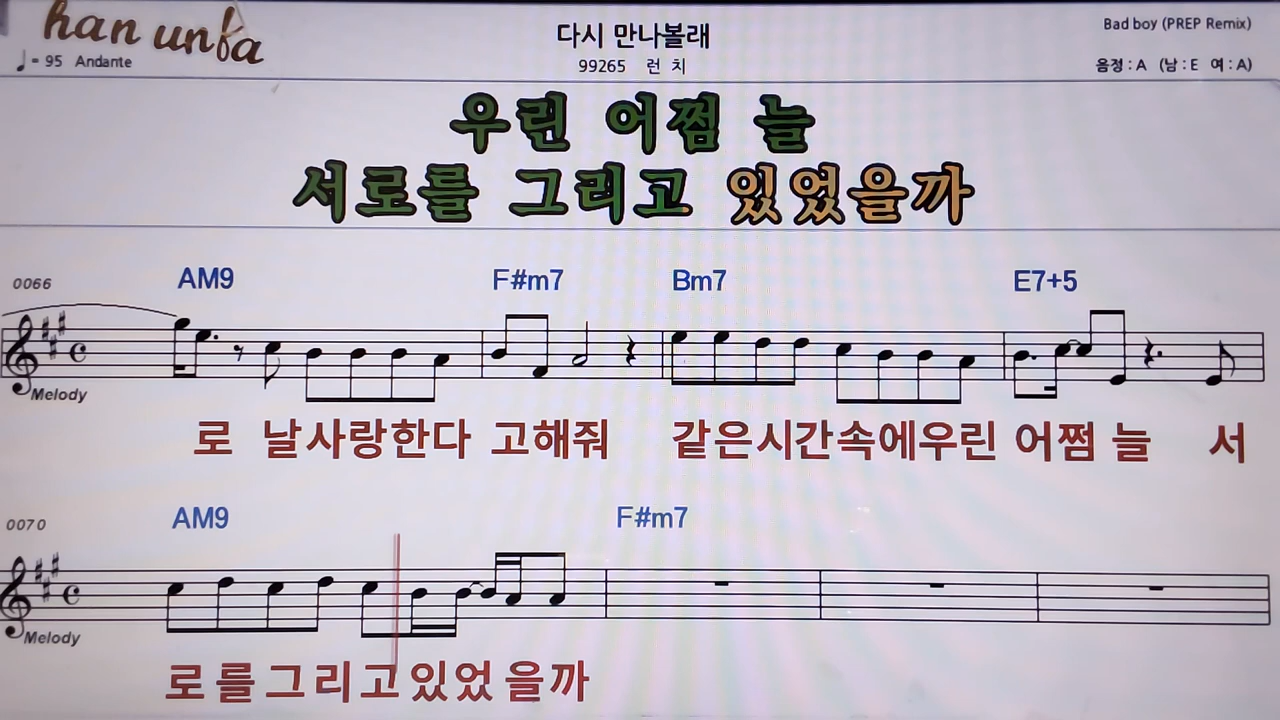 han unfa
다시 만나볼래
Bad boy (PREP Remix)
♩= 95 Andante
99265 런 치
음정 : A (남 : E 여 : A)
우린 어쩜 늘
서로를 그리고 있었을까
0066
AM9 F#m7 Bm7 E7+5
Melody
로 날사랑한다 고해줘 같은시간속에우린 어쩜 늘 서
0070
AM9 F#m7
Melody
로를그리고있었 을까